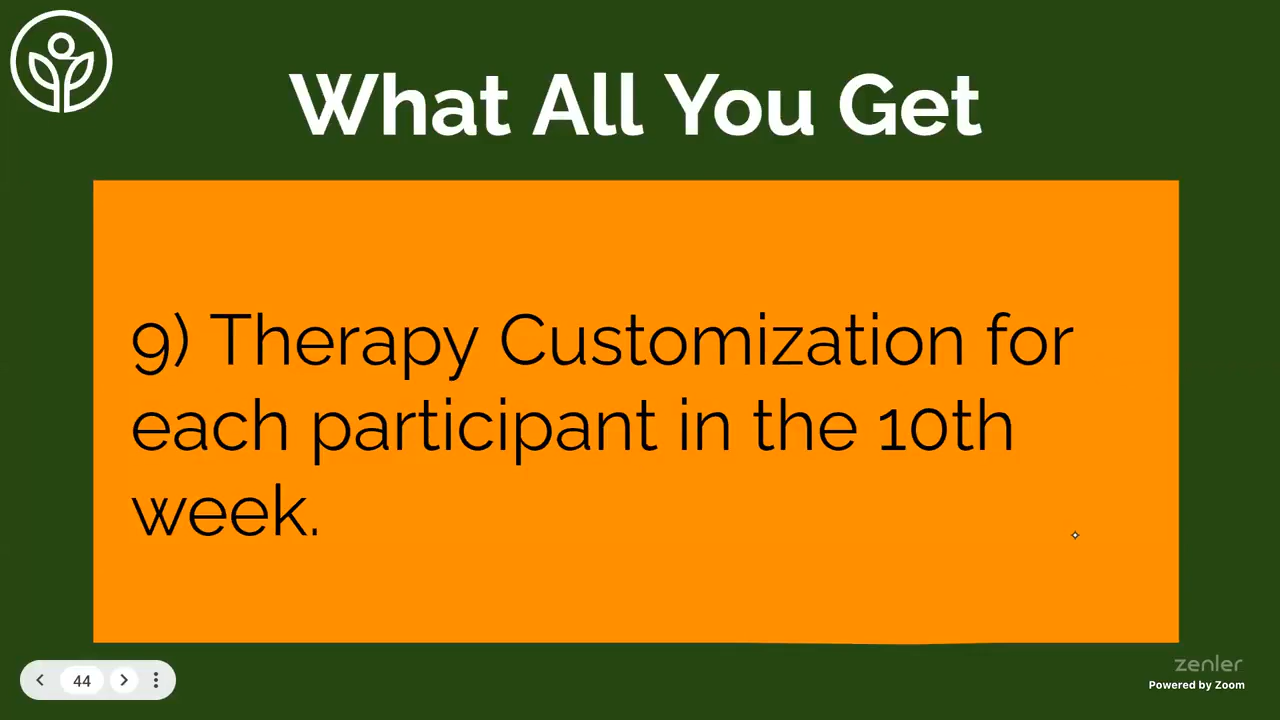 What All You Get
9) Therapy Customization for
each participant in the 10th
week.
44
zenler
Powered by Zoom